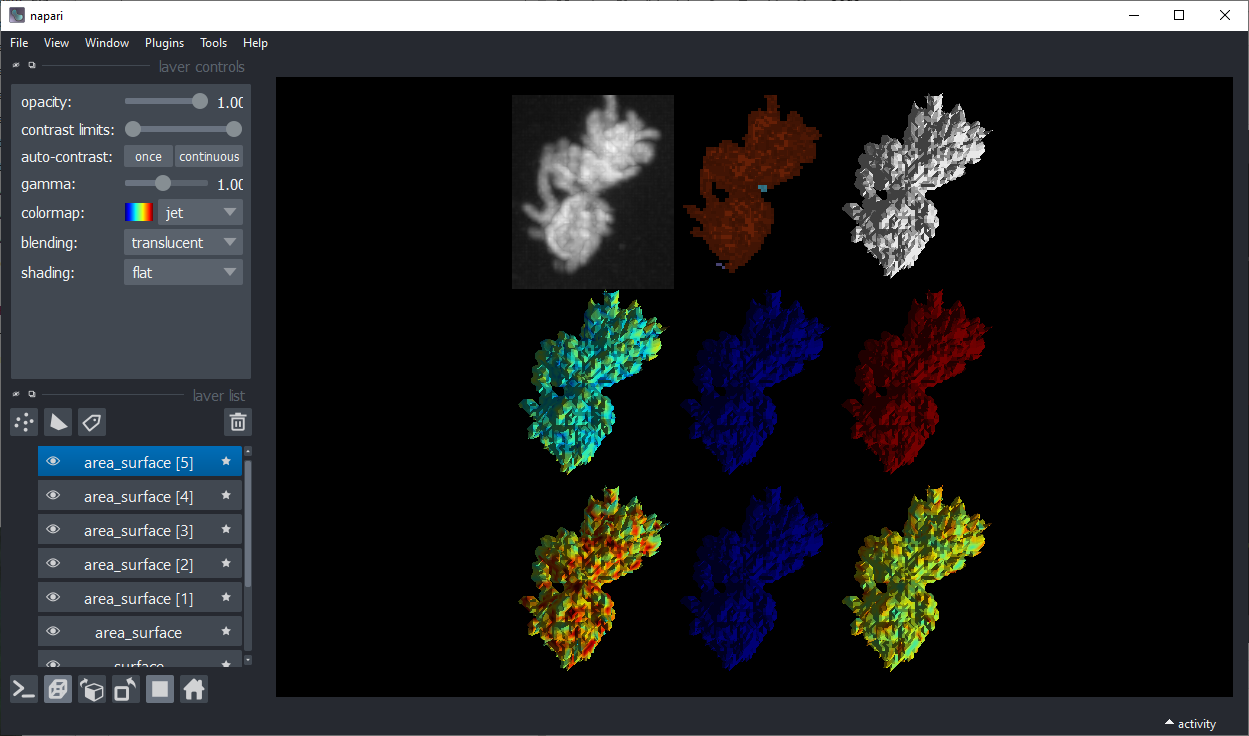 napari
File View Window Plugins Tools Help
layer controls
opacity: 1.00
contrast limits:
auto-contrast: once continuous
gamma: 1.00
colormap: jet
blending: translucent
shading: flat
layer list
area_surface [5]
area_surface [4]
area_surface [3]
area_surface [2]
area_surface [1]
area_surface
surface
activity